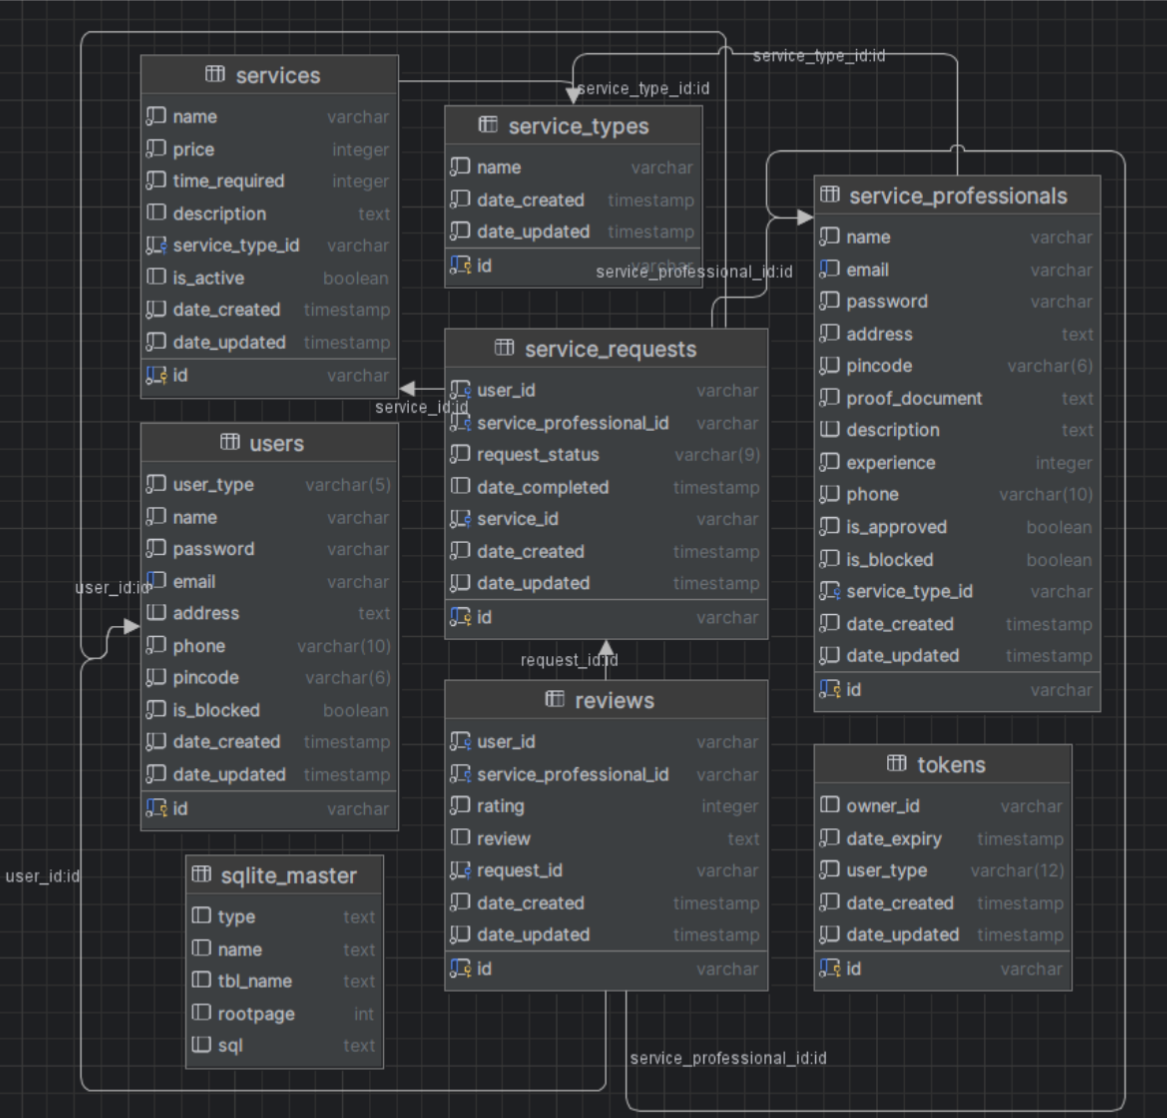 service_type_id:id
services
service_type_id:id
name varchar
price integer
time_required integer
description text
service_type_id varchar
is_active boolean
date_created timestamp
date_updated timestamp
id varchar
service_types
name varchar
date_created timestamp
date_updated timestamp
id varchar
service_professional_id:id
service_professionals
name varchar
email varchar
password varchar
address text
pincode varchar(6)
proof_document text
description text
experience integer
phone varchar(10)
is_approved boolean
is_blocked boolean
service_type_id varchar
date_created timestamp
date_updated timestamp
id varchar
service_requests
user_id varchar
service_professional_id varchar
request_status varchar(9)
date_completed timestamp
service_id varchar
date_created timestamp
date_updated timestamp
id varchar
service_id:id
users
user_type varchar(5)
name varchar
password varchar
email varchar
address text
phone varchar(10)
pincode varchar(6)
is_blocked boolean
date_created timestamp
date_updated timestamp
id varchar
user_id:id
request_id:id
reviews
user_id varchar
service_professional_id varchar
rating integer
review text
request_id varchar
date_created timestamp
date_updated timestamp
id varchar
tokens
owner_id varchar
date_expiry timestamp
user_type varchar(12)
date_created timestamp
date_updated timestamp
id varchar
user_id:id
sqlite_master
type text
name text
tbl_name text
rootpage int
sql text
service_professional_id:id